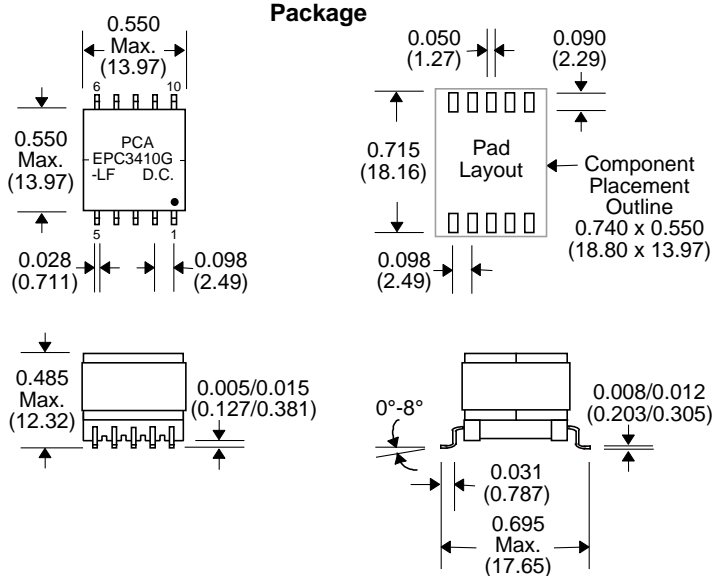 Package
0.550
Max.
(13.97)
6 10
0.550
Max.
(13.97)
PCA
EPC3410G
-LF D.C.
5 1
0.028
(0.711)
0.098
(2.49)
0.050
(1.27)
0.090
(2.29)
0.715
(18.16)
Pad
Layout
Component
Placement
Outline
0.740 x 0.550
(18.80 x 13.97)
0.098
(2.49)
0.485
Max.
(12.32)
0.005/0.015
(0.127/0.381)
0°-8°
0.008/0.012
(0.203/0.305)
0.031
(0.787)
0.695
Max.
(17.65)